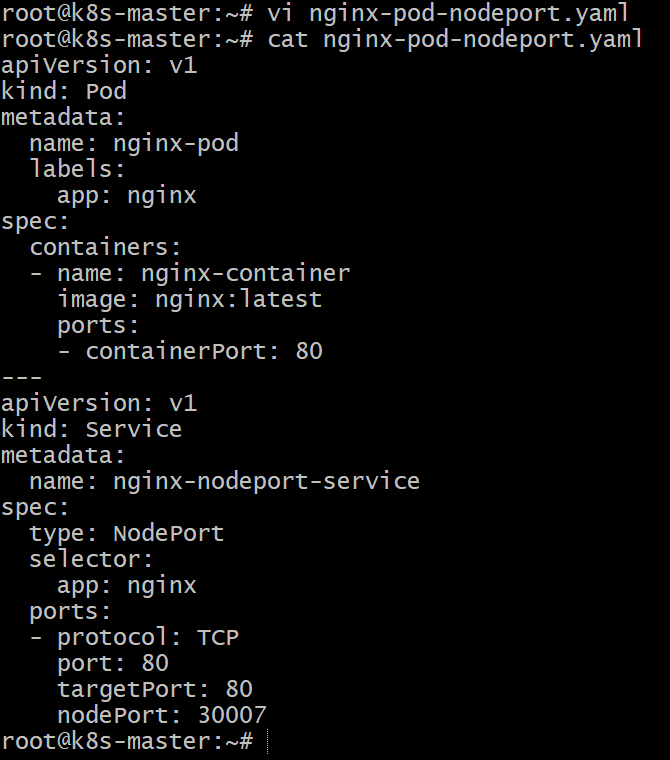 root@k8s-master:~# vi nginx-pod-nodeport.yaml
root@k8s-master:~# cat nginx-pod-nodeport.yaml
apiVersion: v1
kind: Pod
metadata:
  name: nginx-pod
  labels:
    app: nginx
spec:
  containers:
  - name: nginx-container
    image: nginx:latest
    ports:
    - containerPort: 80
---
apiVersion: v1
kind: Service
metadata:
  name: nginx-nodeport-service
spec:
  type: NodePort
  selector:
    app: nginx
  ports:
  - protocol: TCP
    port: 80
    targetPort: 80
    nodePort: 30007
root@k8s-master:~#